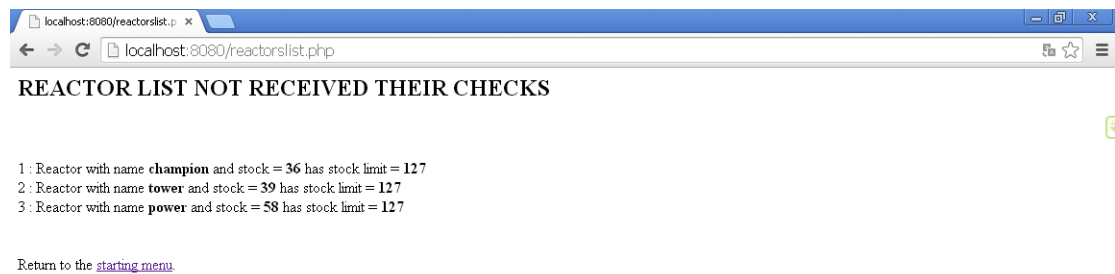 localhost:8080/reactorslist.p
localhost:8080/reactorslist.php
REACTOR LIST NOT RECEIVED THEIR CHECKS
1 : Reactor with name champion and stock = 36 has stock limit = 127
2 : Reactor with name tower and stock = 39 has stock limit = 127
3 : Reactor with name power and stock = 58 has stock limit = 127
Return to the starting menu.